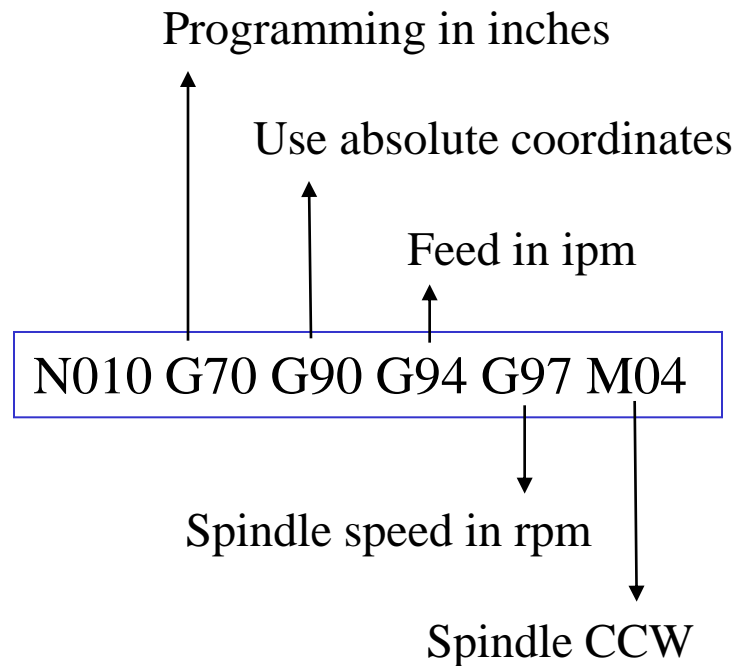 Programming in inches
Use absolute coordinates
Feed in ipm
N010 G70 G90 G94 G97 M04
Spindle speed in rpm
Spindle CCW